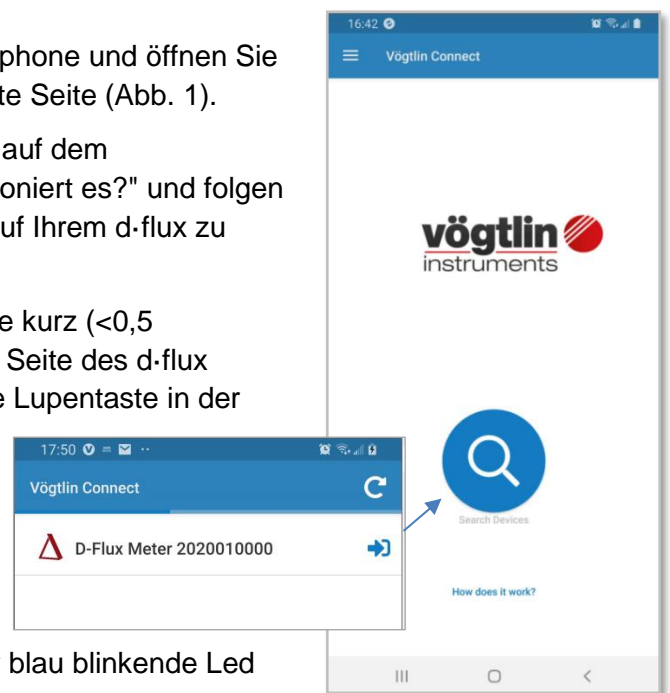 phone und öffnen Sie
te Seite (Abb. 1).
auf dem
oniert es?" und folgen
uf Ihrem d·flux zu
e kurz (<0,5
Seite des d·flux
e Lupentaste in der
blau blinkende Led
16:42
Vögtlin Connect
vögtlin
instruments
Search Devices
How does it work?
17:50
Vögtlin Connect
D-Flux Meter 2020010000